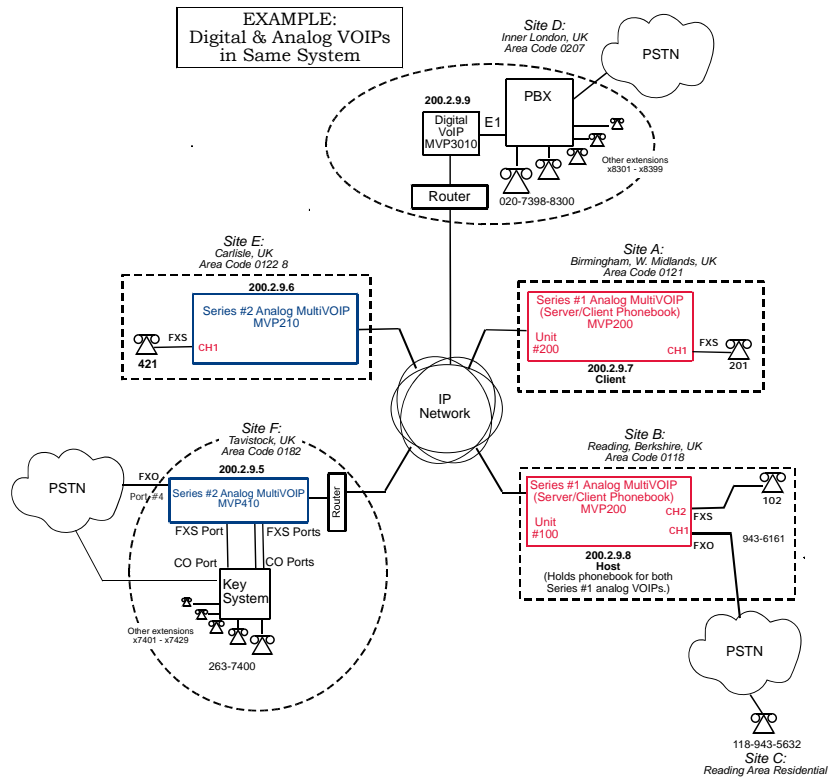 EXAMPLE:
Digital & Analog VOIPs
in Same System
Site D:
Inner London, UK
Area Code 0207
PSTN
200.2.9.9
Digital
VoIP
MVP3010
E1
PBX
Other extensions
x8301 - x8399
Router
020-7398-8300
Site E:
Carlisle, UK
Area Code 0122 8
200.2.9.6
Series #2 Analog MultiVOIP
MVP210
FXS
CH1
421
Site A:
Birmingham, W. Midlands, UK
Area Code 0121
Series #1 Analog MultiVOIP
(Server/Client Phonebook)
MVP200
Unit
#200
CH1
FXS
201
200.2.9.7
Client
IP
Network
Site F:
Tavistock, UK
Area Code 0182
200.2.9.5
PSTN
FXO
Port #4
Series #2 Analog MultiVOIP
MVP410
Router
FXS Port
FXS Ports
CO Port
CO Ports
Key
System
Other extensions
x7401 - x7429
263-7400
Site B:
Reading, Berkshire, UK
Area Code 0118
Series #1 Analog MultiVOIP
(Server/Client Phonebook)
MVP200
Unit
#100
CH2
FXS
102
CH1
FXO
943-6161
200.2.9.8
Host
(Holds phonebook for both
Series #1 analog VOIPs.)
PSTN
118-943-5632
Site C:
Reading Area Residential